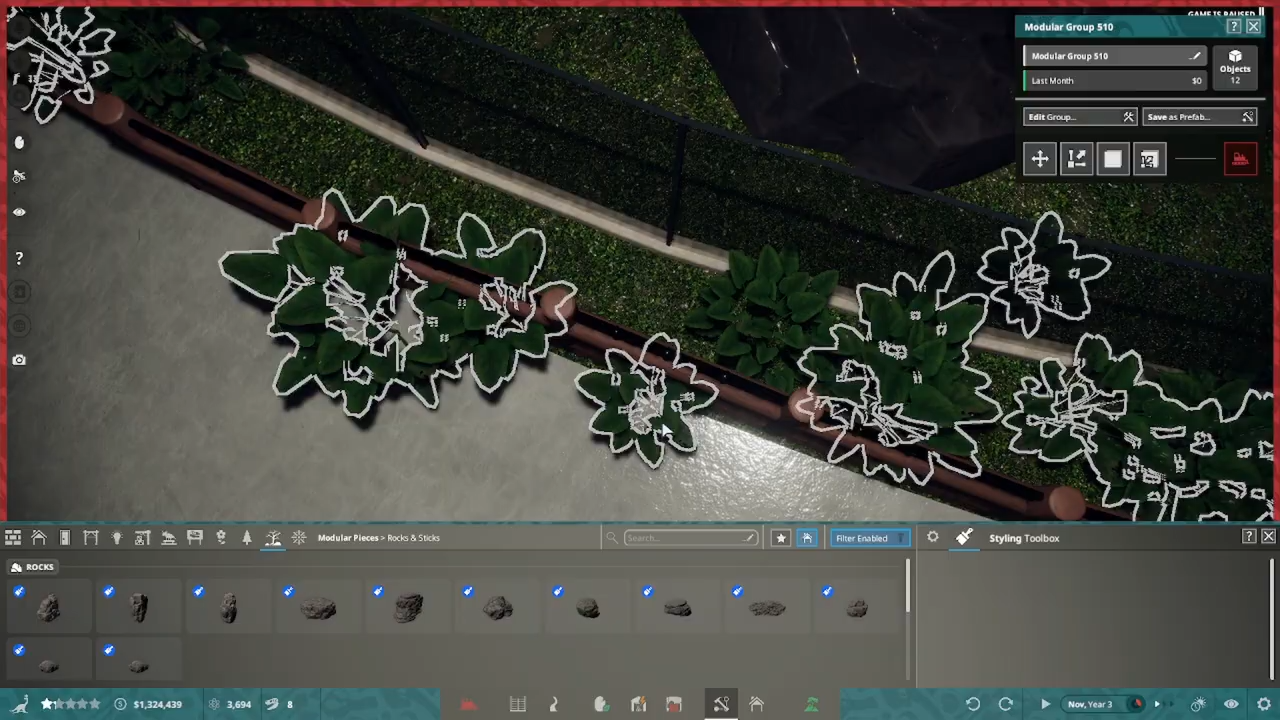 GAME IS PAUSED
Modular Group 510
?
Modular Group 510
Objects
12
Last Month $0
Edit Group...
Save as Prefab...
?
Modular Pieces > Rocks & Sticks
Search...
Filter Enabled
Styling Toolbox
?
ROCKS
$1,324,439
3,694
8
Nov, Year 3